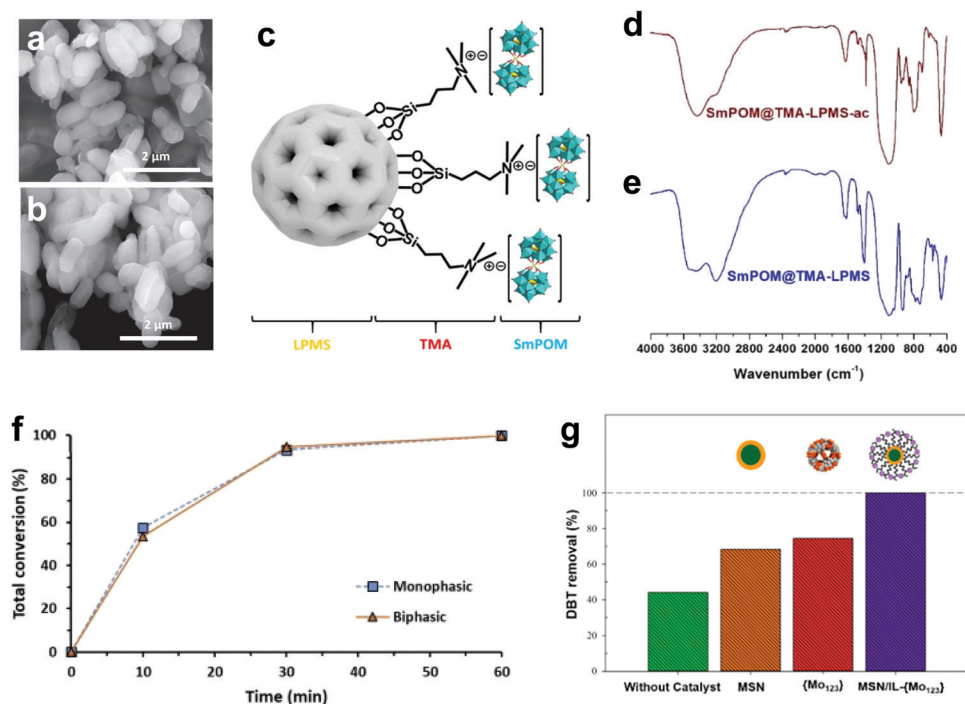 a
2 µm
b
2 µm
c
Si
O
O
O
N
⊕⊖
O
O
O
Si
N
⊕⊖
O
O
O
Si
N
⊕⊖
LPMS
TMA
SmPOM
d
SmPOM@TMA-LPMS-ac
e
SmPOM@TMA-LPMS
4000 3600 3200 2800 2400 2000 1600 1200 800 400
Wavenumber (cm-1)
f
Total conversion (%)
100
80
60
40
20
0
Monophasic
Biphasic
0 10 20 30 40 50 60
Time (min)
g
DBT removal (%)
100
80
60
40
20
0
Without Catalyst MSN {Mo123} MSN/IL-{Mo123}